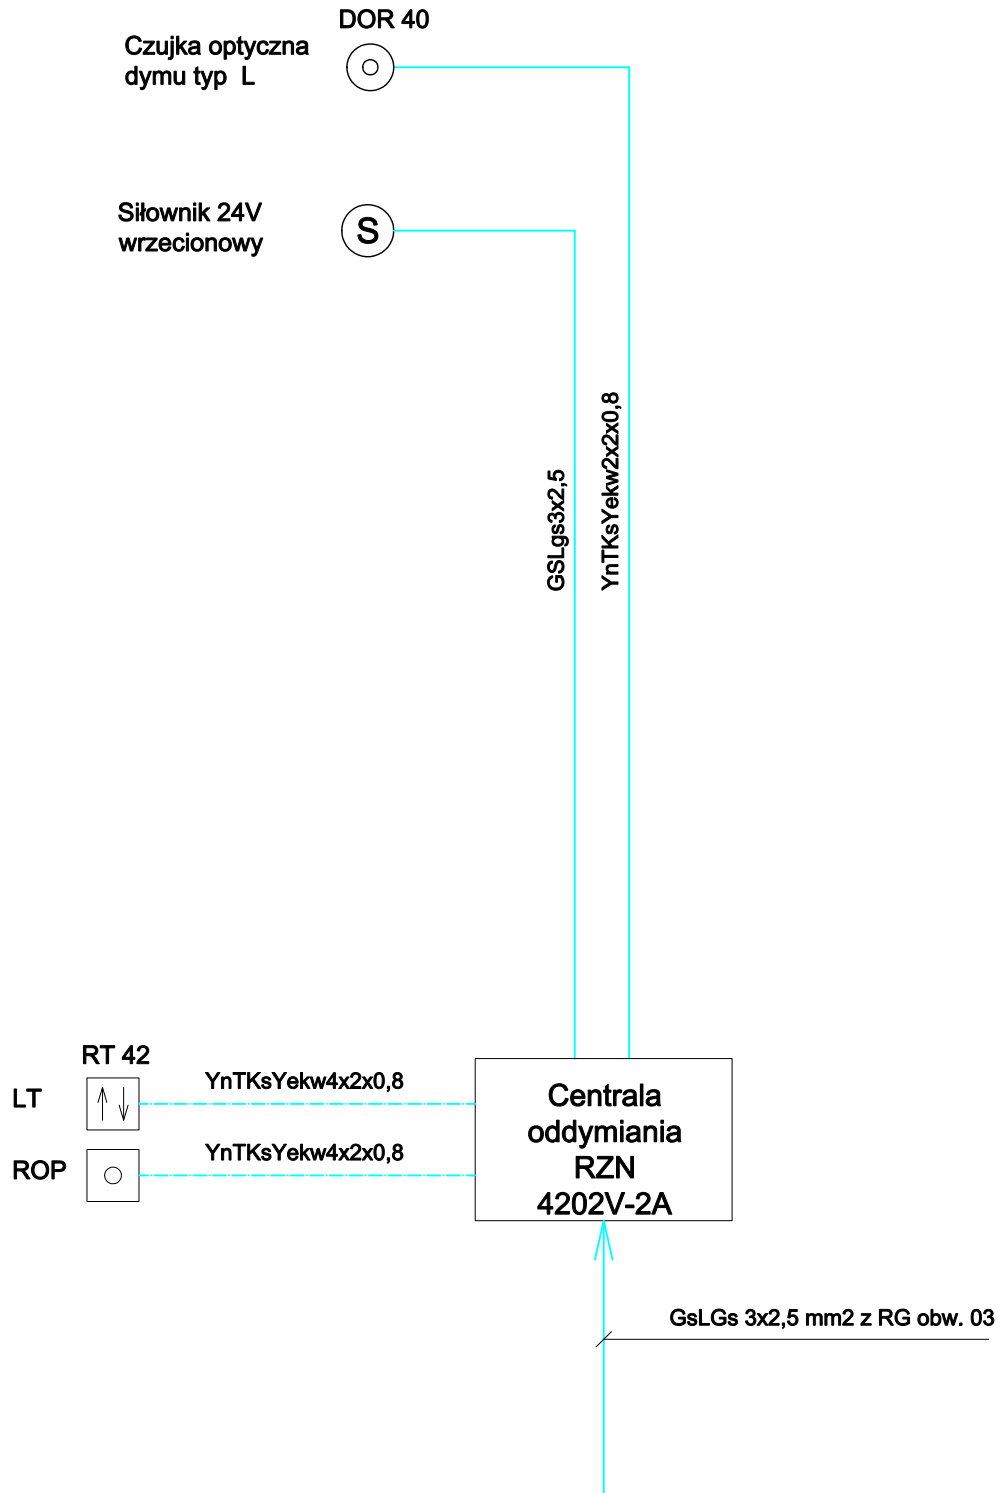 DOR 40
Czujka optyczna
dymu typ L
Siłownik 24V
wrzecionowy
S
GSLgs3x2,5
YnTKsYekw2x2x0,8
RT 42
LT
YnTKsYekw4x2x0,8
ROP
YnTKsYekw4x2x0,8
Centrala
oddymiania
RZN
4202V-2A
GsLGs 3x2,5 mm2 z RG obw. 03